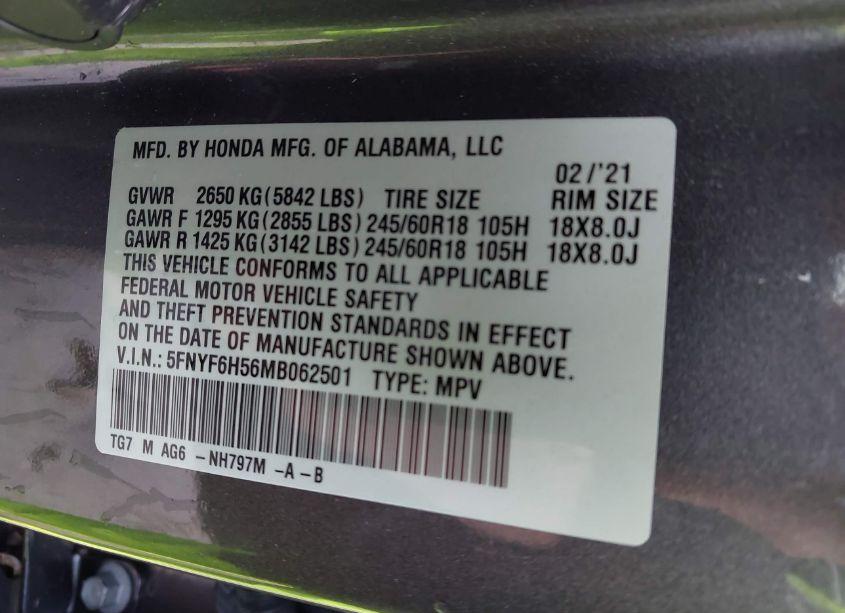 MFD. BY HONDA MFG. OF ALABAMA, LLC
02/'21
GVWR 2650 KG(5842 LBS) TIRE SIZE RIM SIZE
GAWR F 1295 KG(2855 LBS)245/60R18 105H 18X8.0J
GAWR R 1425 KG(3142 LBS)245/60R18 105H 18X8.0J
THIS VEHICLE CONFORMS TO ALL APPLICABLE
FEDERAL MOTOR VEHICLE SAFETY
AND THEFT PREVENTION STANDARDS IN EFFECT
ON THE DATE OF MANUFACTURE SHOWN ABOVE.
V.I.N.: 5FNYF6H56MB062501 TYPE: MPV
TG7 M AG6 -NH797M -A-B